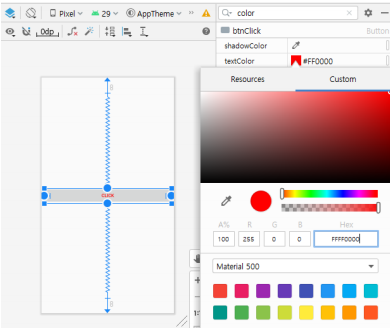 Pixel 29 AppTheme color
0dp btnClick Button
shadowColor
textColor #FF0000
Resources Custom
8
CLICK
A% R G B Hex
100 255 0 0 FFFF0000
Material 500
8